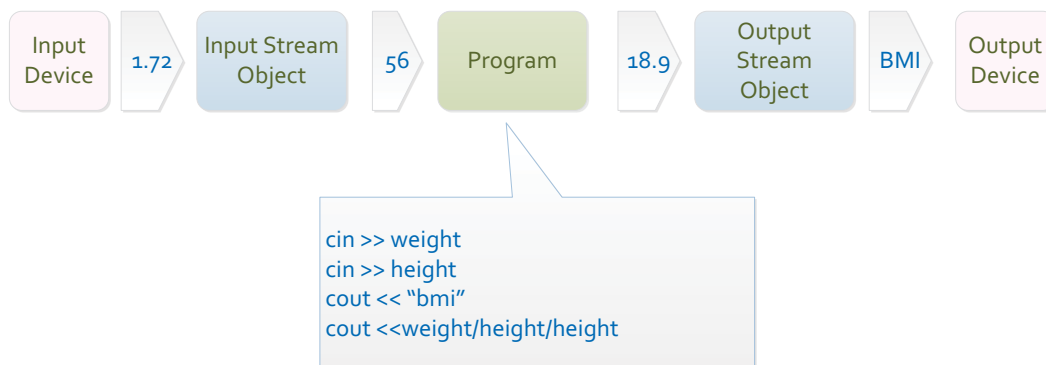 Input
Device
1.72
Input Stream
Object
56
Program
18.9
Output
Stream
Object
BMI
Output
Device
cin >> weight
cin >> height
cout << “bmi”
cout <<weight/height/height